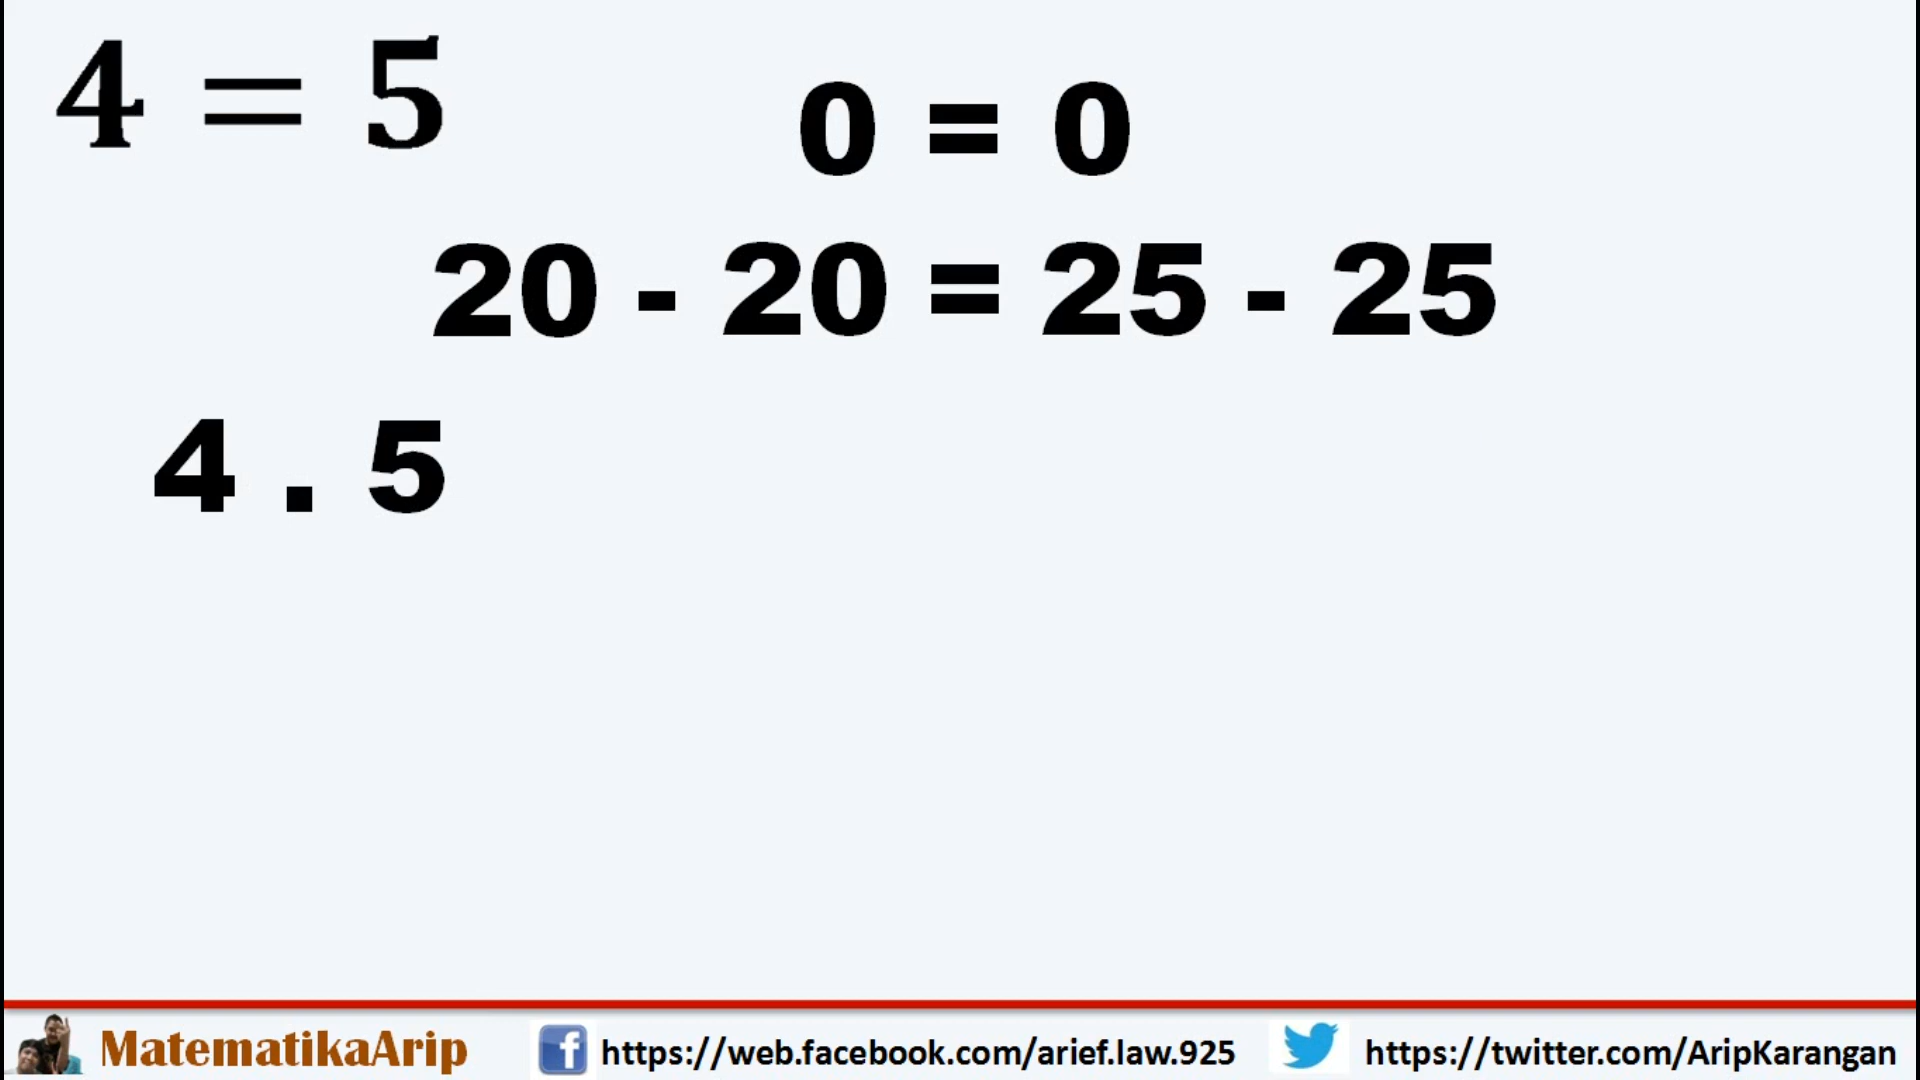 4 = 5
0 = 0
20 - 20 = 25 - 25
4 . 5
MatematikaArip
https://web.facebook.com/arief.law.925
https://twitter.com/AripKarangan